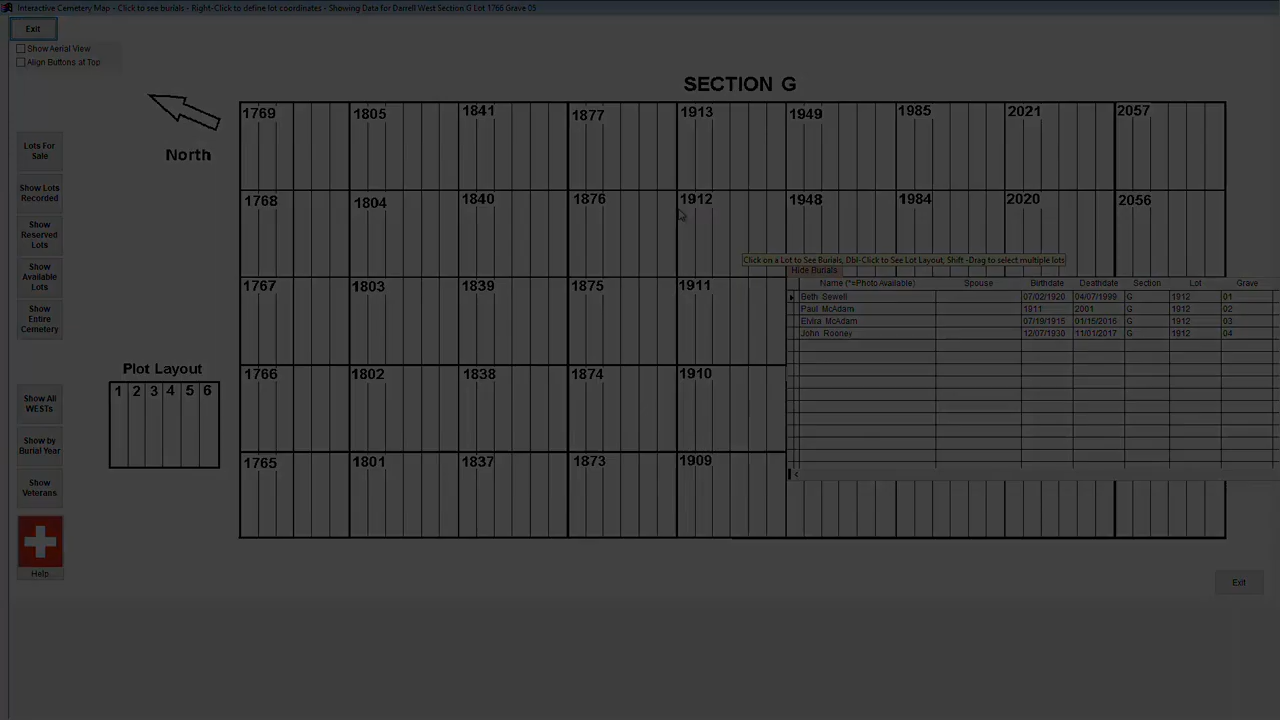 Interactive Cemetery Map - Click to see burials - Right-Click to define lot coordinates - Showing Data for Darrell West Section G Lot 1766 Grave 05
Exit
Show Aerial View
Align Buttons at Top
SECTION G
North
1769 1805 1841 1877 1913 1949 1985 2021 2057
Lots For
Sale
Show Lots
Recorded
1768 1804 1840 1876 1912 1948 1984 2020 2056
Show
Reserved
Lots
Click on a Lot to See Burials, Dbl-Click to See Lot Layout, Shift -Drag to select multiple lots
Hide Burials
Show
Available
Lots
1767 1803 1839 1875 1911
Name (*=Photo Available) Spouse Birthdate Deathdate Section Lot Grave
Beth Sewell 07/02/1920 04/07/1999 G 1912 01
Paul McAdam 1911 2001 G 1912 02
Elvira McAdam 07/19/1915 01/15/2016 G 1912 03
John Rooney 12/07/1930 11/01/2017 G 1912 04
Show
Entire
Cemetery
Plot Layout
1 2 3 4 5 6
1766 1802 1838 1874 1910
Show All
WESTs
Show by
Burial Year
1765 1801 1837 1873 1909
Show
Veterans
Help
Exit